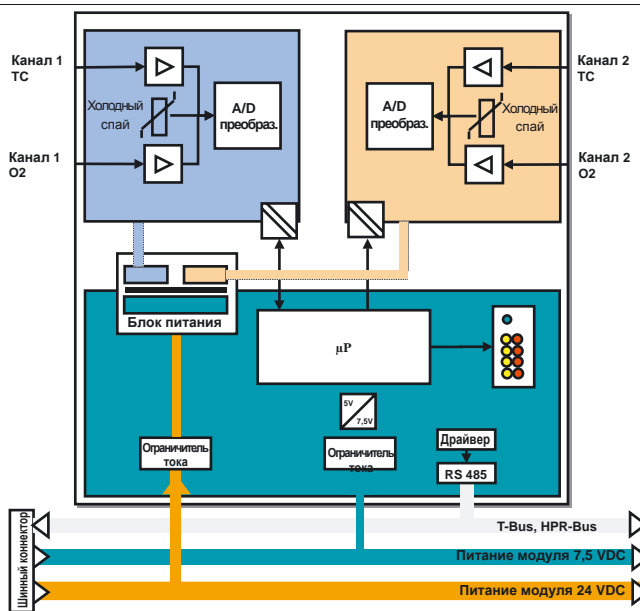 Канал 1
TC
Холодный
спай
A/D
преобраз.
Канал 1
O2
Канал 2
TC
A/D
преобраз.
Холодный
спай
Канал 2
O2
Блок питания
µP
5V
7,5V
Ограничитель
тока
Ограничитель
тока
Драйвер
RS 485
Шинный коннектор
T-Bus, HPR-Bus
Питание модуля 7,5 VDC
Питание модуля 24 VDC